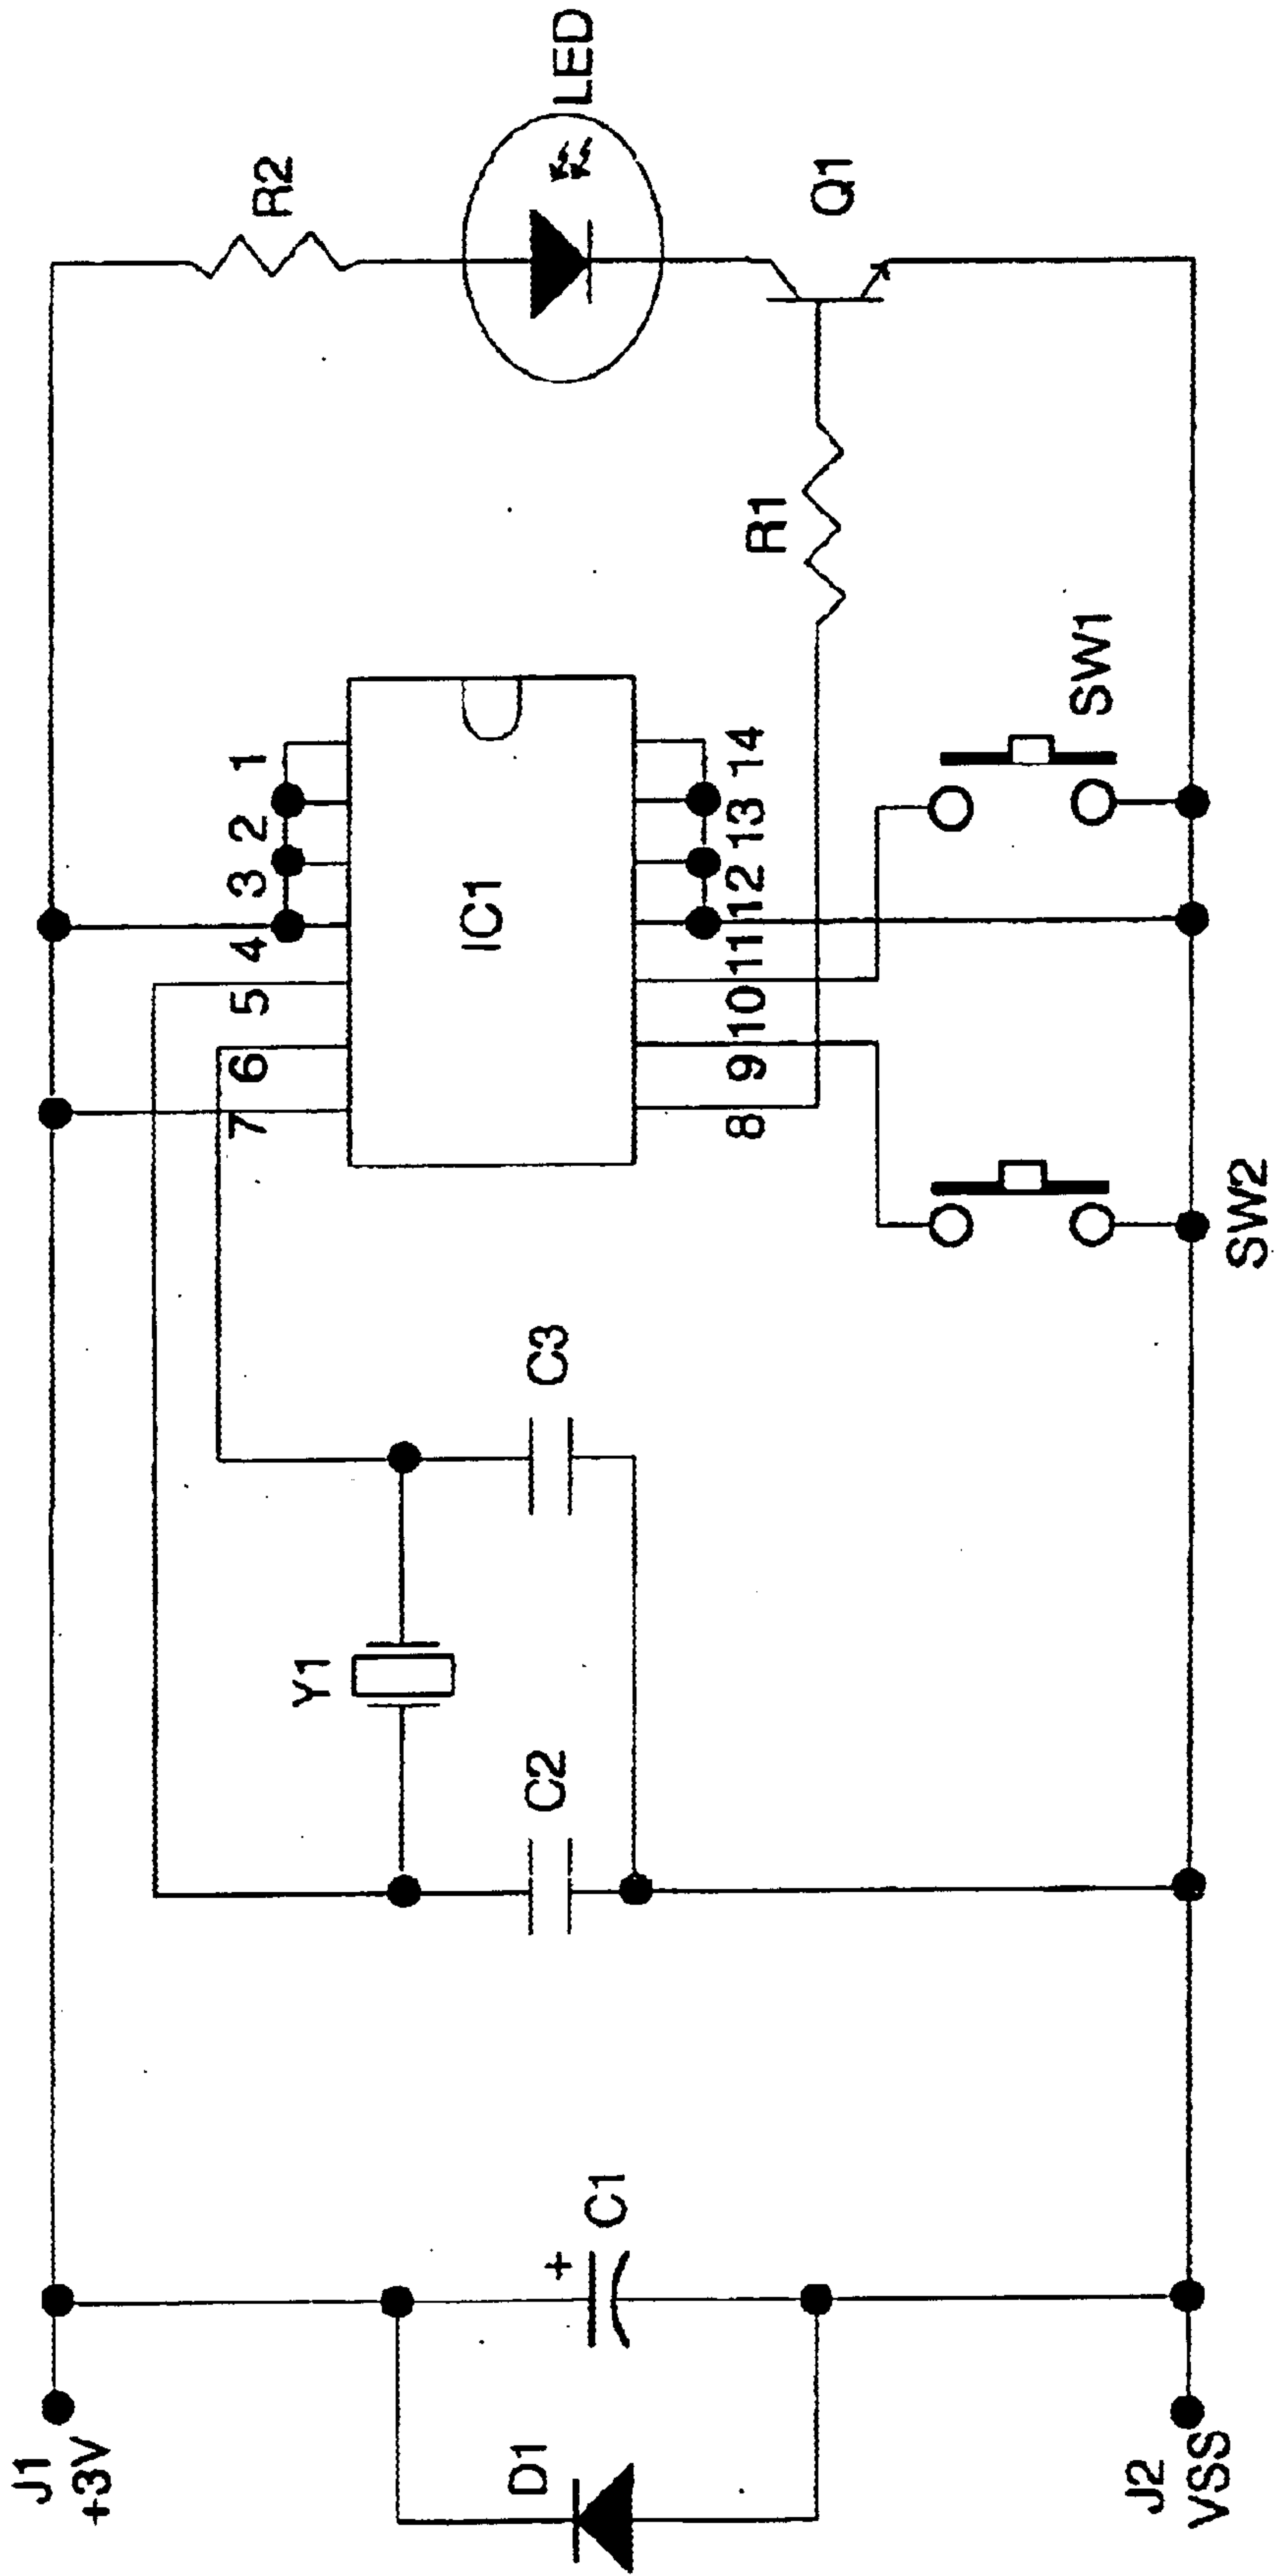 J1
+3V
J2
VSS
D1
+
C1
C2
Y1
C3
IC1
1
2
3
4
5
6
7
8
9
10
11
12
13
14
SW2
SW1
R1
R2
LED
Q1